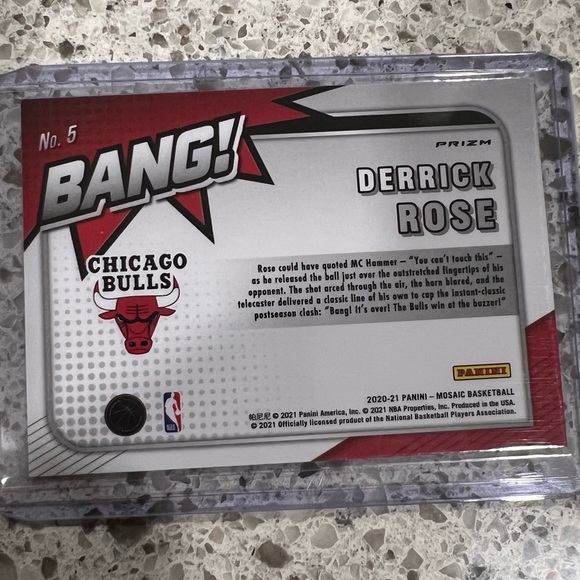 No. 5
BANG!
PRIZM
DERRICK
ROSE
CHICAGO
BULLS
Rose could have quoted MC Hammer – "You can't touch this" –
as he released the ball just over the outstretched fingertips of his
opponent. The shot arced through the air, the horn blared, and the
telecaster delivered a classic line of his own to cap the instant-classic
postseason clash: "Bang! It's over! The Bulls win at the buzzer!"
PANINI
2020-21 PANINI – MOSAIC BASKETBALL
帕尼尼 © 2021 Panini America, Inc. © 2021 NBA Properties, Inc. Produced in the USA.
© 2021 Officially licensed product of the National Basketball Players Association.
NBA